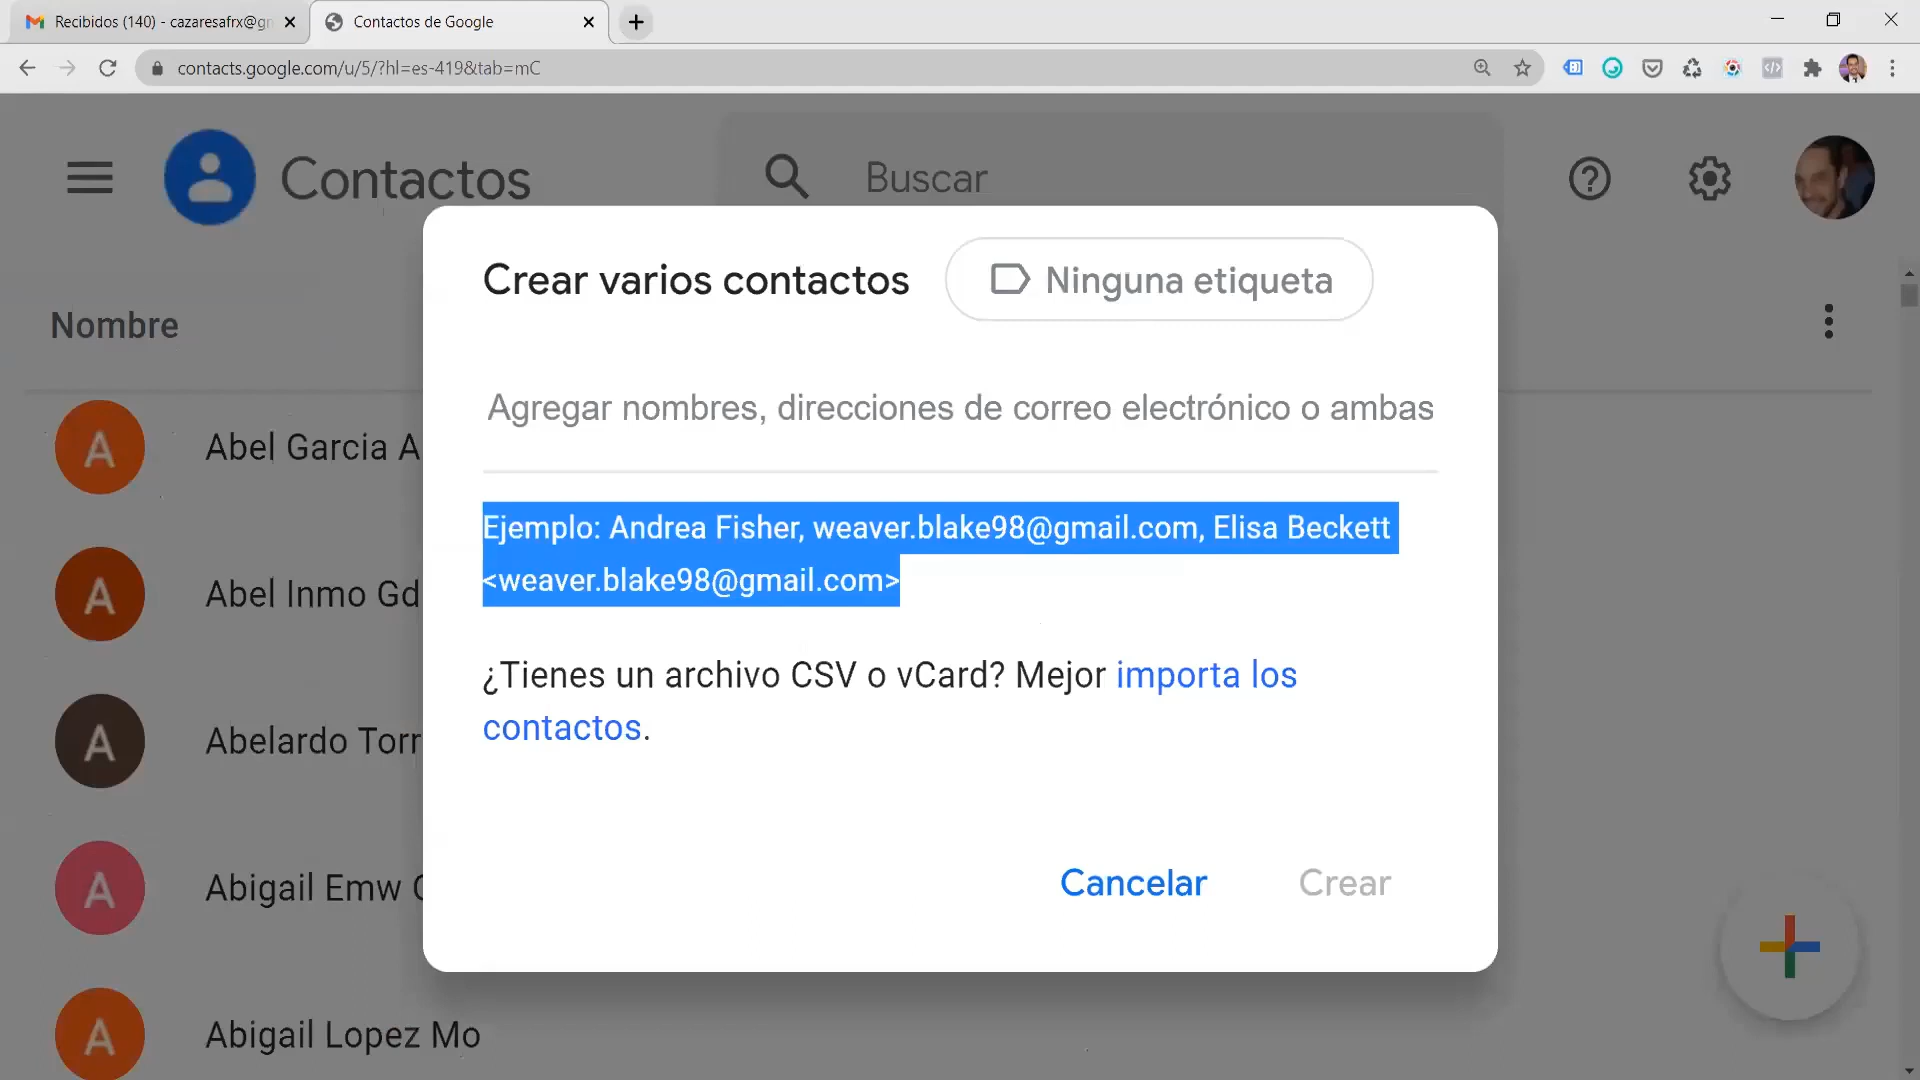 Recibidos (140) - cazaresafrx@gm
Contactos de Google
contacts.google.com/u/5/?hl=es-419&tab=mC
Contactos
Buscar
Crear varios contactos
Ninguna etiqueta
Nombre
Agregar nombres, direcciones de correo electrónico o ambas
A
Abel Garcia A
Ejemplo: Andrea Fisher, weaver.blake98@gmail.com, Elisa Beckett
<weaver.blake98@gmail.com>
A
Abel Inmo Gd
¿Tienes un archivo CSV o vCard? Mejor importa los
contactos.
A
Abelardo Torr
A
Abigail Emw
Cancelar
Crear
A
Abigail Lopez Mo